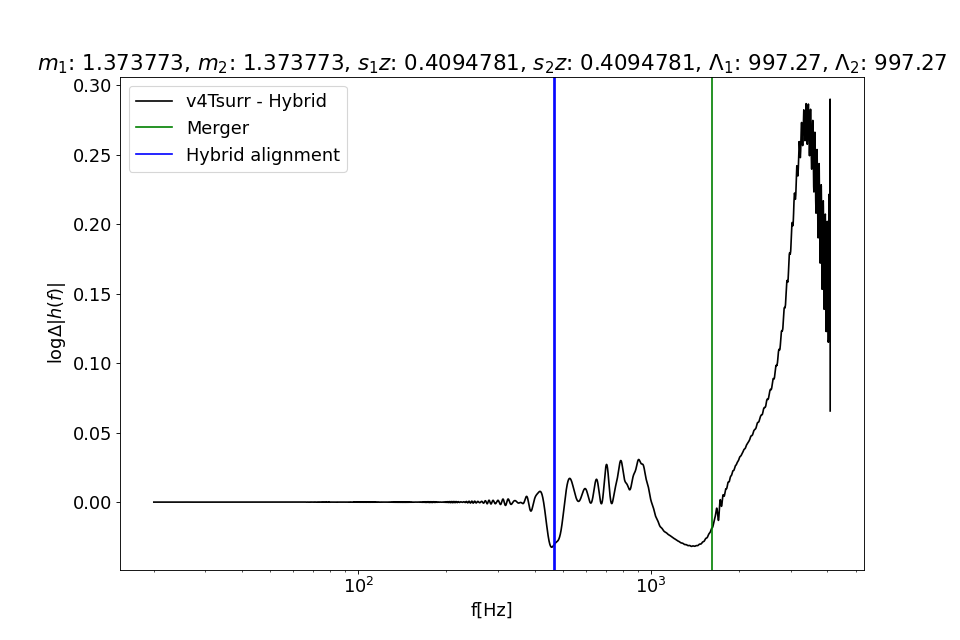 m₁: 1.373773, m₂: 1.373773, s₁z: 0.4094781, s₂z: 0.4094781, Λ₁: 997.27, Λ₂: 997.27
v4Tsurr - Hybrid
Merger
Hybrid alignment
0.30
0.25
0.20
0.15
0.10
0.05
0.00
logΔ|h(f)|
10²
10³
f[Hz]